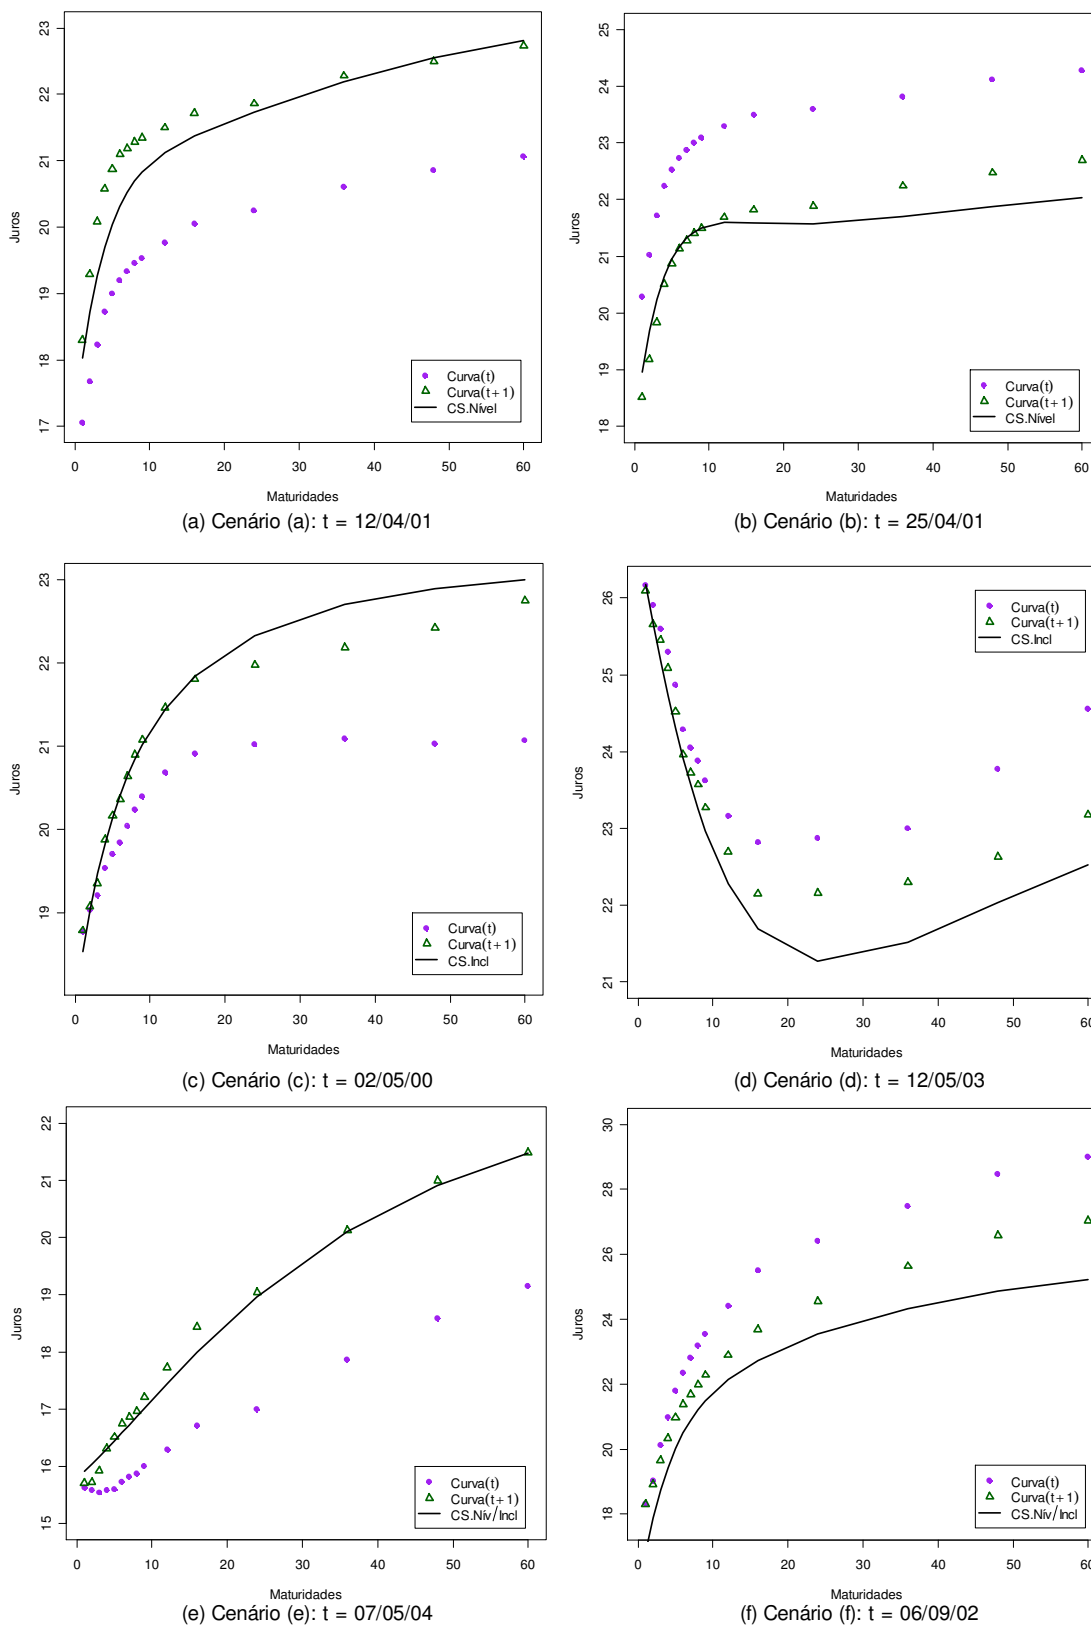 23
22
21
20
19
18
17
Juros
0 10 20 30 40 50 60
Maturidades
Curva(t)
Curva(t+1)
CS.Nível
(a) Cenário (a): t = 12/04/01
25
24
23
22
21
20
19
18
Juros
0 10 20 30 40 50 60
Maturidades
Curva(t)
Curva(t+1)
CS.Nível
(b) Cenário (b): t = 25/04/01
23
22
21
20
19
Juros
0 10 20 30 40 50 60
Maturidades
Curva(t)
Curva(t+1)
CS.Incl
(c) Cenário (c): t = 02/05/00
26
25
24
23
22
21
Juros
0 10 20 30 40 50 60
Maturidades
Curva(t)
Curva(t+1)
CS.Incl
(d) Cenário (d): t = 12/05/03
22
21
20
19
18
17
16
15
Juros
0 10 20 30 40 50 60
Maturidades
Curva(t)
Curva(t+1)
CS.Nív/Incl
(e) Cenário (e): t = 07/05/04
30
28
26
24
22
20
18
Juros
0 10 20 30 40 50 60
Maturidades
Curva(t)
Curva(t+1)
CS.Nív/Incl
(f) Cenário (f): t = 06/09/02